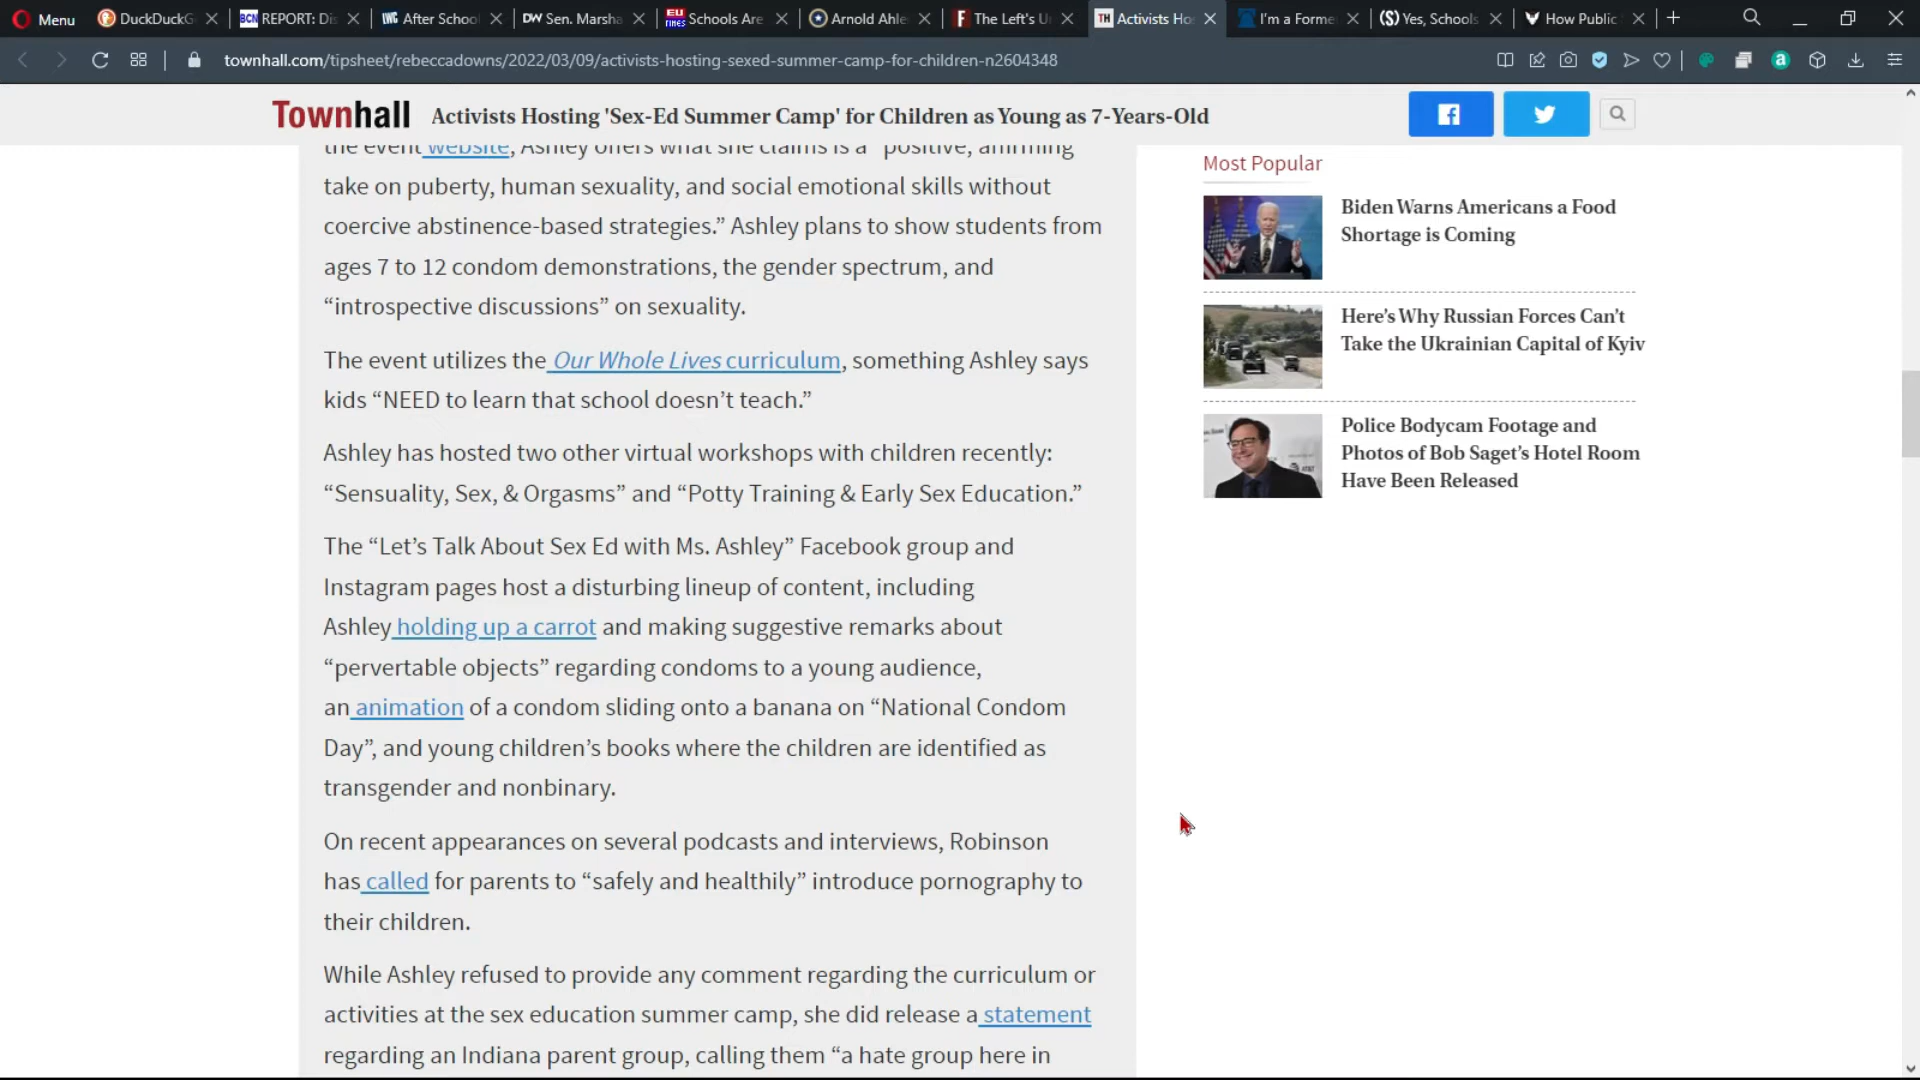 Menu
DuckDuckG
BCN REPORT: Dis
After School
DW Sen. Marsha
EU TIMES Schools Are
Arnold Ahle
F The Left's U
TH Activists Ho
I'm a Forme
($) Yes, Schools
How Public
townhall.com/tipsheet/rebeccadowns/2022/03/09/activists-hosting-sexed-summer-camp-for-children-n2604348
Townhall Activists Hosting 'Sex-Ed Summer Camp' for Children as Young as 7-Years-Old
the event website, Ashley offers what she claims is a “positive, affirming
take on puberty, human sexuality, and social emotional skills without
coercive abstinence-based strategies.” Ashley plans to show students from
ages 7 to 12 condom demonstrations, the gender spectrum, and
“introspective discussions” on sexuality.
The event utilizes the Our Whole Lives curriculum, something Ashley says
kids “NEED to learn that school doesn’t teach.”
Ashley has hosted two other virtual workshops with children recently:
“Sensuality, Sex, & Orgasms” and “Potty Training & Early Sex Education.”
The “Let’s Talk About Sex Ed with Ms. Ashley” Facebook group and
Instagram pages host a disturbing lineup of content, including
Ashley holding up a carrot and making suggestive remarks about
“pervertable objects” regarding condoms to a young audience,
an animation of a condom sliding onto a banana on “National Condom
Day”, and young children’s books where the children are identified as
transgender and nonbinary.
On recent appearances on several podcasts and interviews, Robinson
has called for parents to “safely and healthily” introduce pornography to
their children.
While Ashley refused to provide any comment regarding the curriculum or
activities at the sex education summer camp, she did release a statement
regarding an Indiana parent group, calling them “a hate group here in
Most Popular
Biden Warns Americans a Food
Shortage is Coming
Here's Why Russian Forces Can't
Take the Ukrainian Capital of Kyiv
Police Bodycam Footage and
Photos of Bob Saget's Hotel Room
Have Been Released